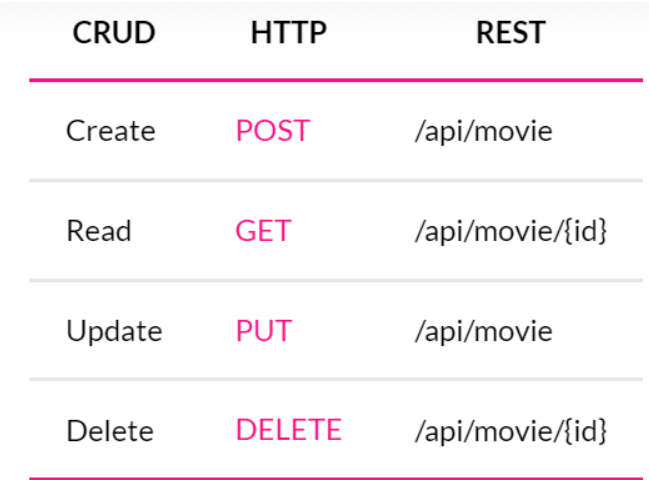 CRUD HTTP REST
Create POST /api/movie
Read GET /api/movie/{id}
Update PUT /api/movie
Delete DELETE /api/movie/{id}